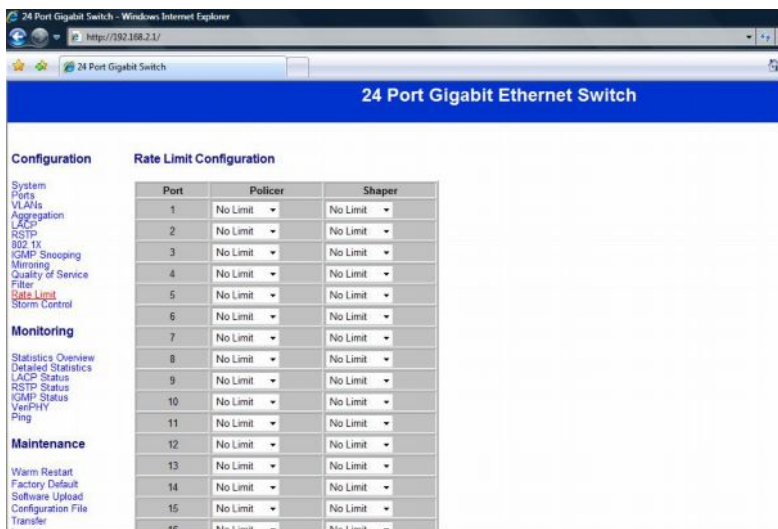 24 Port Gigabit Switch - Windows Internet Explorer
http://192.168.2.1/
24 Port Gigabit Switch
24 Port Gigabit Ethernet Switch
Configuration
System
Ports
VLANs
Aggregation
LACP
RSTP
802.1X
IGMP Snooping
Mirroring
Quality of Service
Filter
Rate Limit
Storm Control
Monitoring
Statistics Overview
Detailed Statistics
LACP Status
RSTP Status
IGMP Status
VeriPHY
Ping
Maintenance
Warm Restart
Factory Default
Software Upload
Configuration File
Transfer
Rate Limit Configuration
Port Policer Shaper
1 No Limit No Limit
2 No Limit No Limit
3 No Limit No Limit
4 No Limit No Limit
5 No Limit No Limit
6 No Limit No Limit
7 No Limit No Limit
8 No Limit No Limit
9 No Limit No Limit
10 No Limit No Limit
11 No Limit No Limit
12 No Limit No Limit
13 No Limit No Limit
14 No Limit No Limit
15 No Limit No Limit